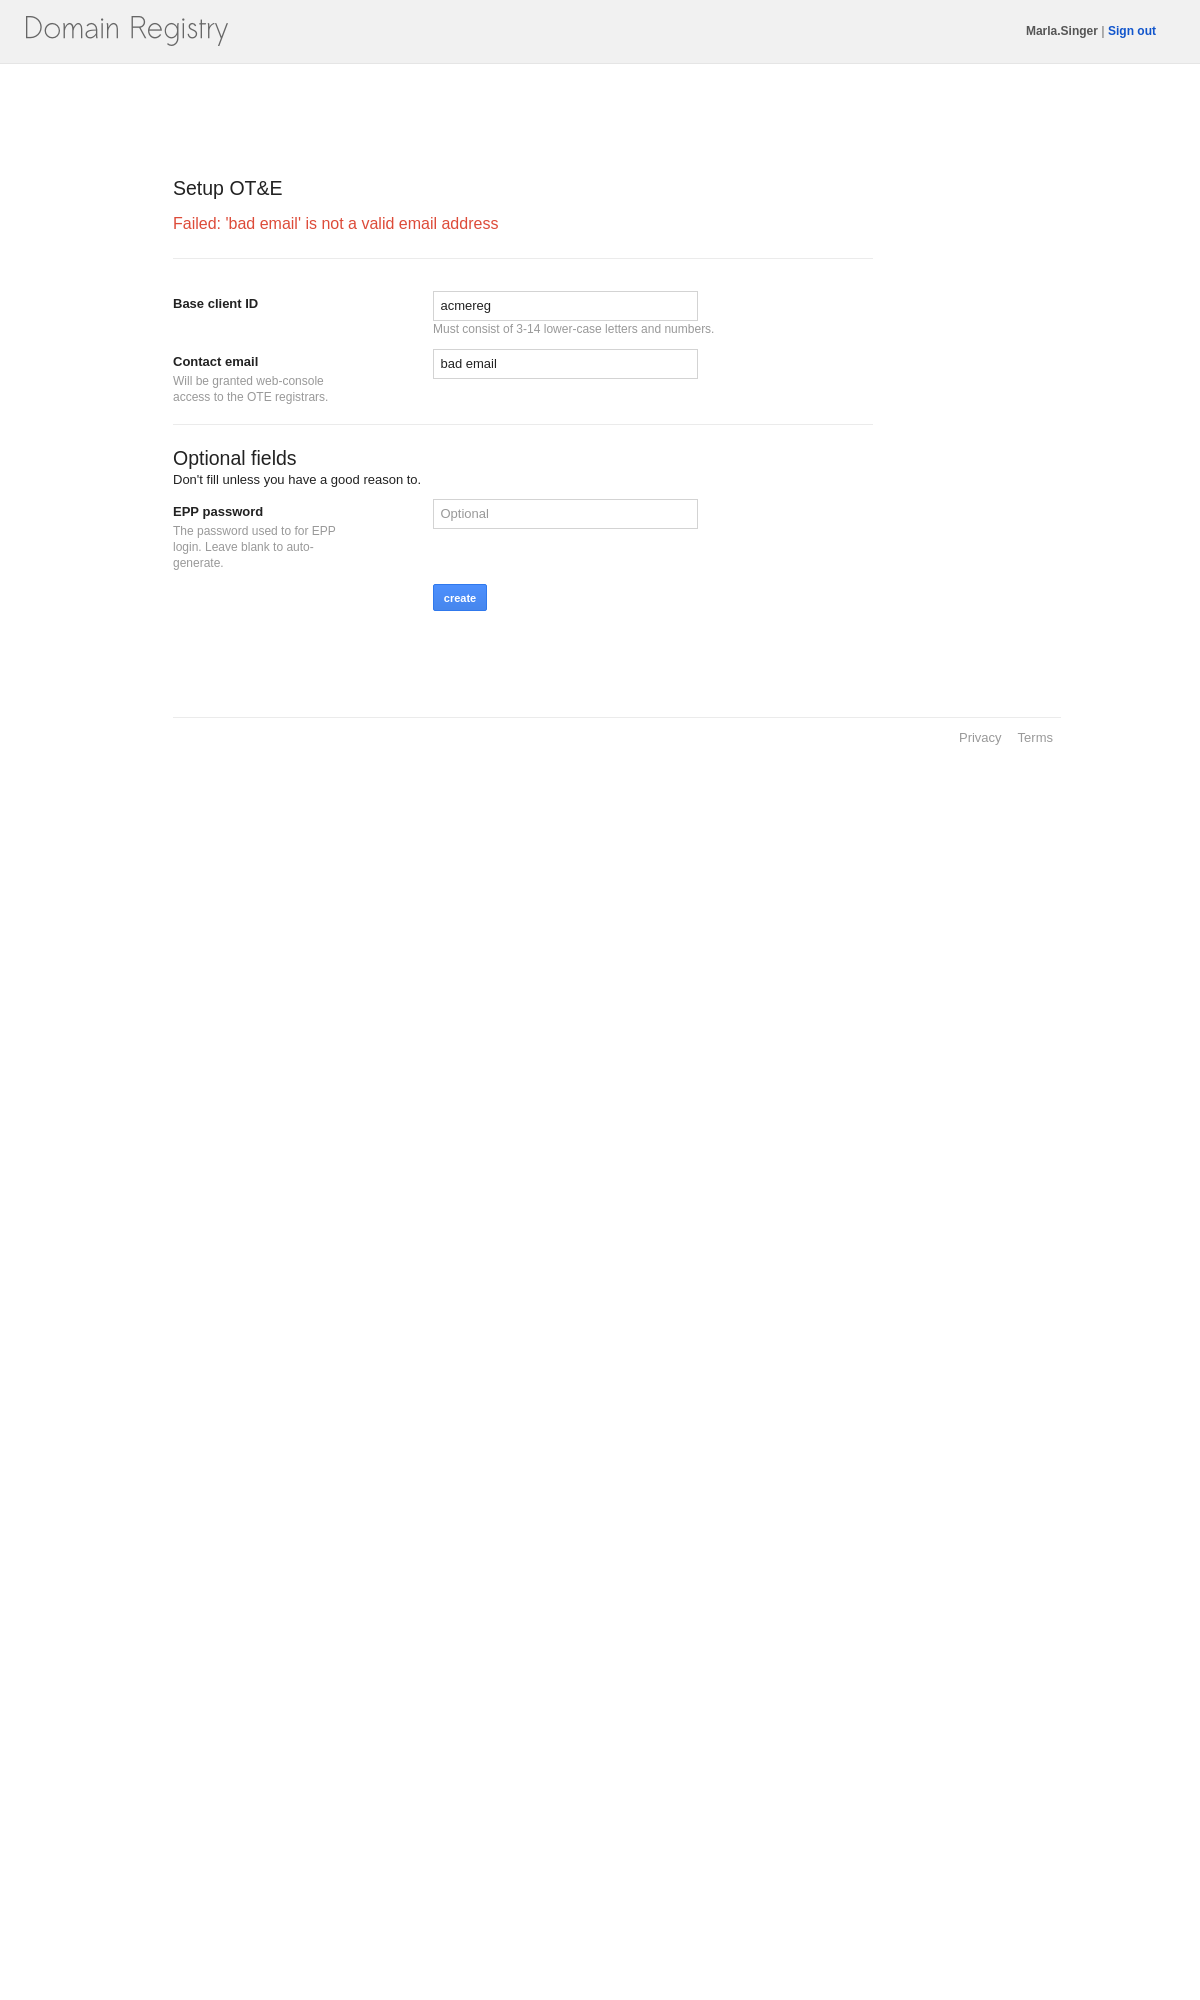 Domain Registry
Marla.Singer | Sign out
Setup OT&E
Failed: 'bad email' is not a valid email address
Base client ID
acmereg
Must consist of 3-14 lower-case letters and numbers.
Contact email
bad email
Will be granted web-console
access to the OTE registrars.
Optional fields
Don't fill unless you have a good reason to.
EPP password
Optional
The password used to for EPP
login. Leave blank to auto-
generate.
create
Privacy Terms